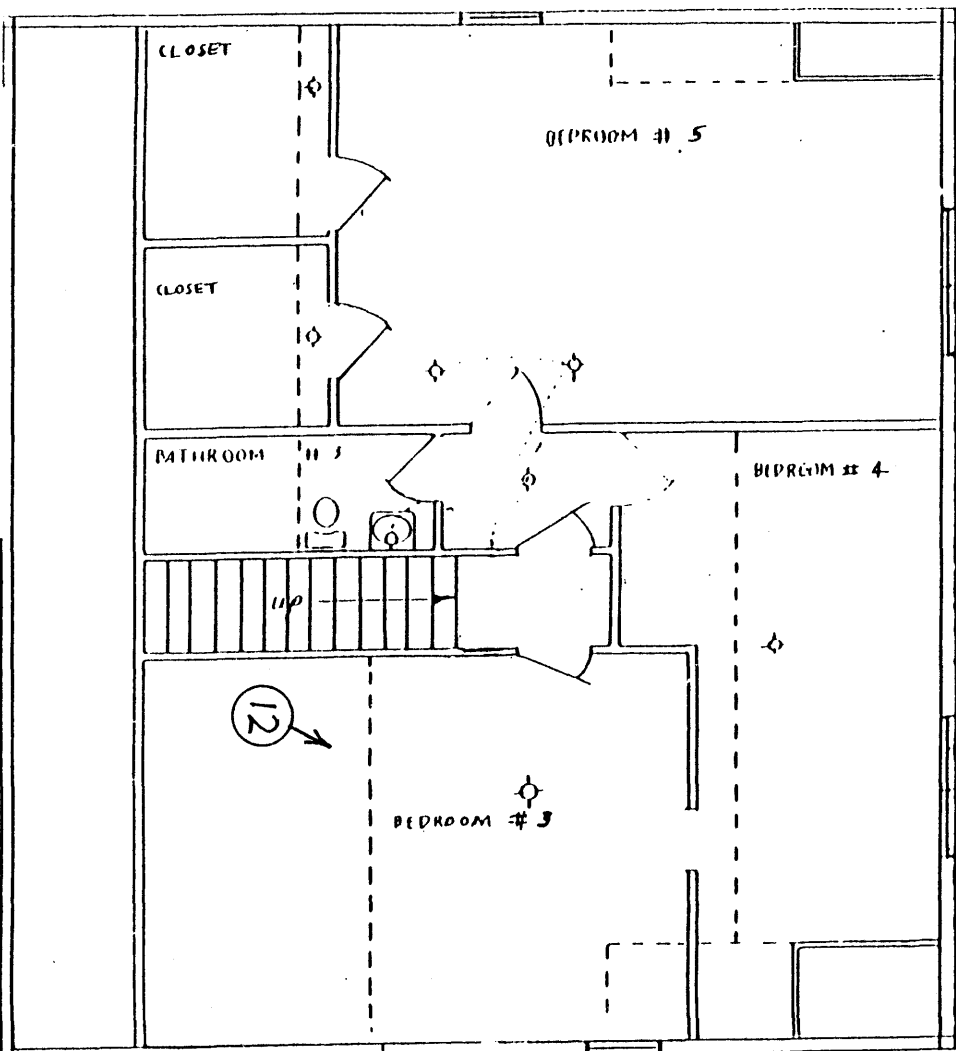 CLOSET
BEDROOM # 5
CLOSET
BATHROOM # 3
BEDROOM # 4
UP
12
BEDROOM # 3